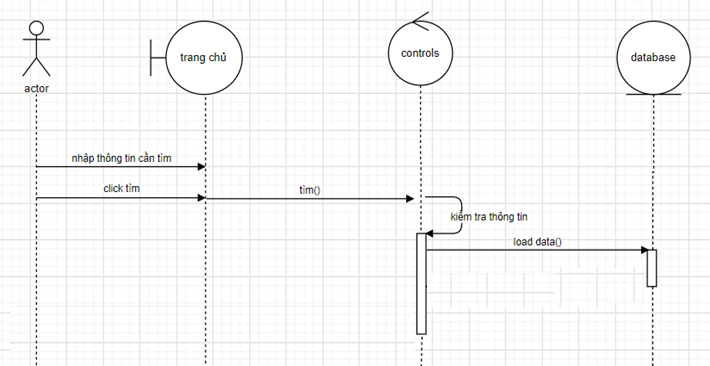 trang chủ
controls
database
actor
nhập thông tin cần tìm
click tìm
tìm()
kiểm tra thông tin
load data()